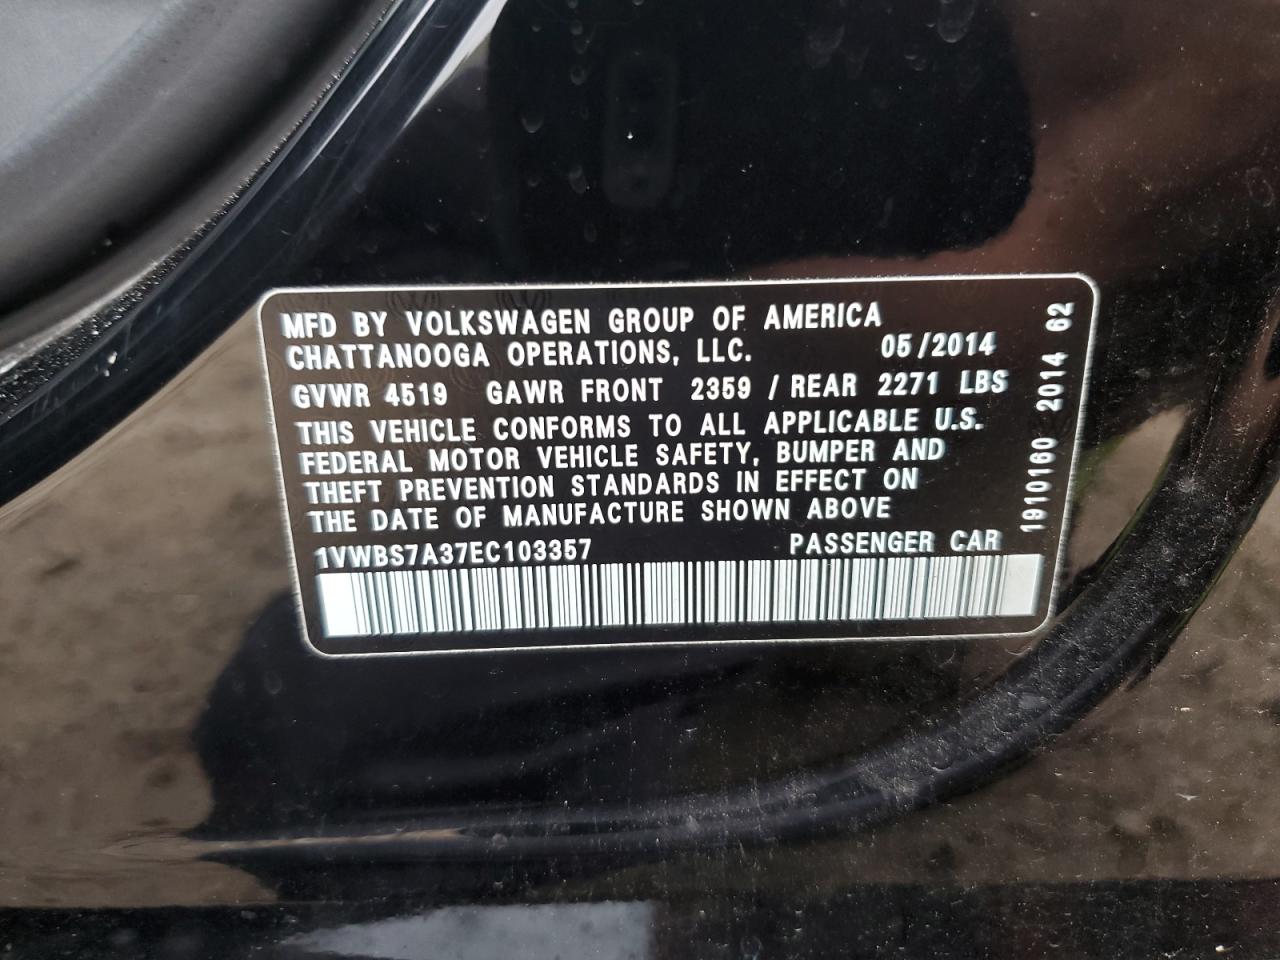 MFD BY VOLKSWAGEN GROUP OF AMERICA
CHATTANOOGA OPERATIONS, LLC. 05/2014
GVWR 4519 GAWR FRONT 2359 / REAR 2271 LBS
THIS VEHICLE CONFORMS TO ALL APPLICABLE U.S.
FEDERAL MOTOR VEHICLE SAFETY, BUMPER AND
THEFT PREVENTION STANDARDS IN EFFECT ON
THE DATE OF MANUFACTURE SHOWN ABOVE
1VWBS7A37EC103357 PASSENGER CAR
1910160 2014 62